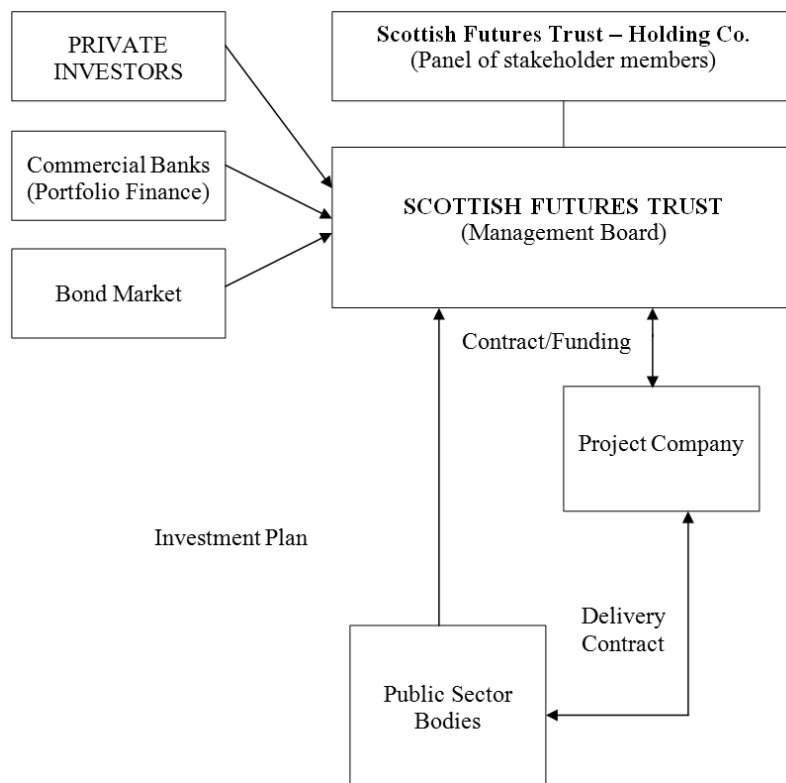 PRIVATE
INVESTORS
Scottish Futures Trust – Holding Co.
(Panel of stakeholder members)
Commercial Banks
(Portfolio Finance)
SCOTTISH FUTURES TRUST
(Management Board)
Bond Market
Contract/Funding
Project Company
Investment Plan
Delivery
Contract
Public Sector
Bodies